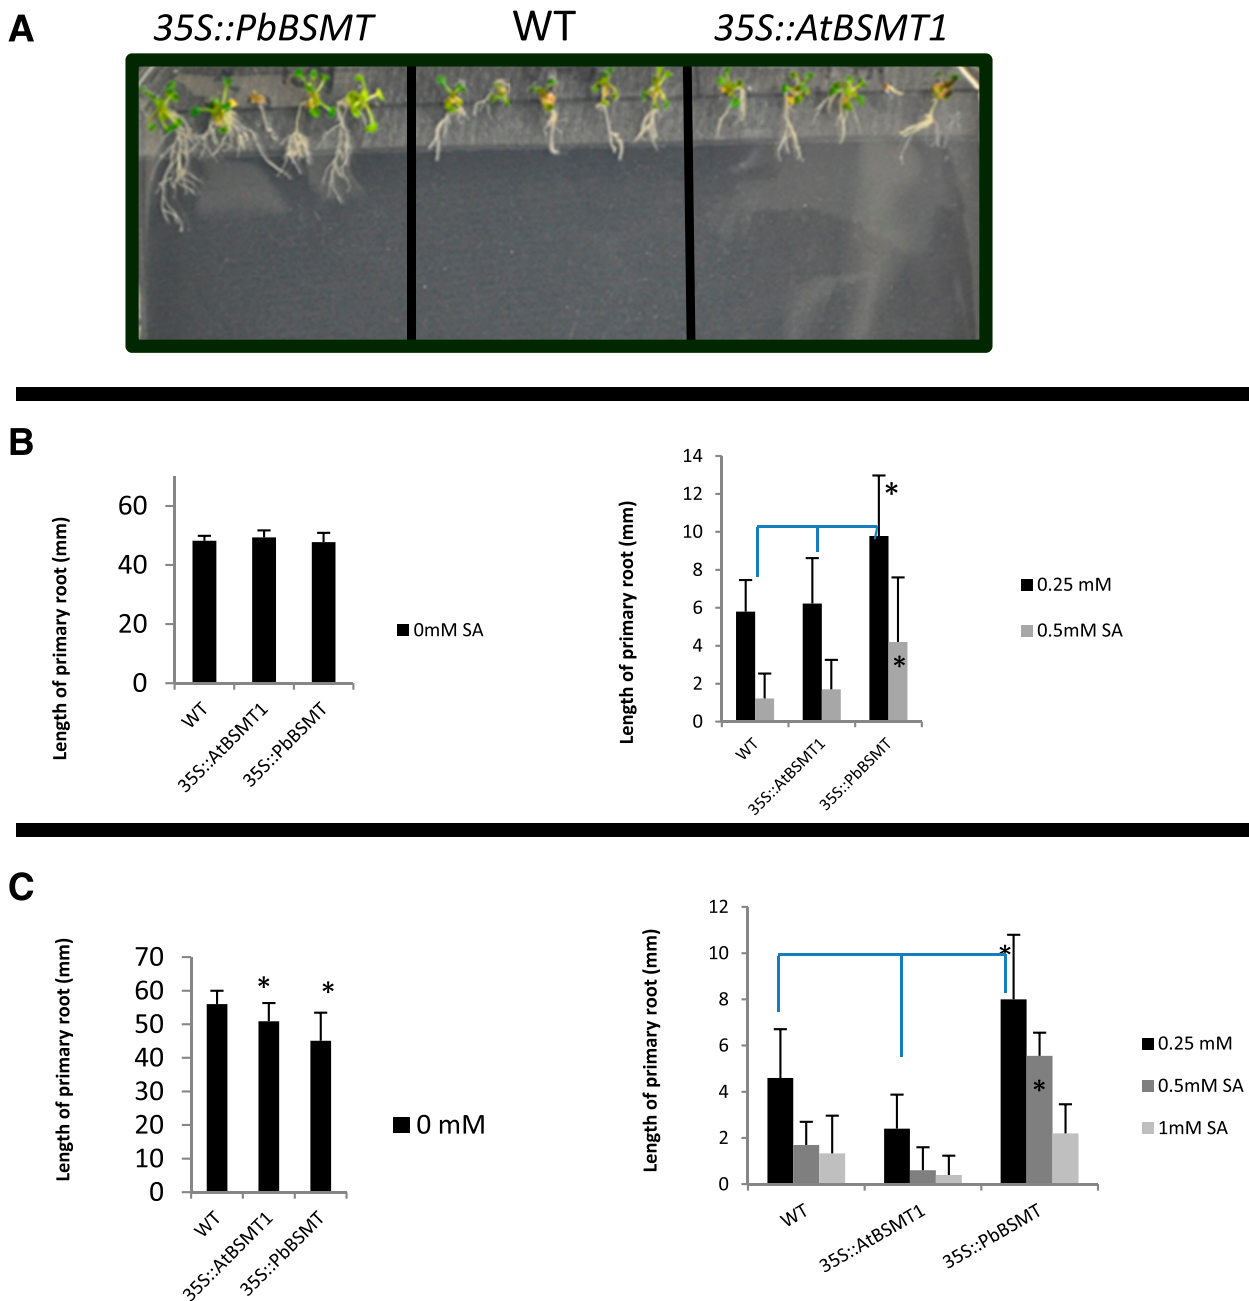 A
35S::PbBSMT
WT
35S::AtBSMT1
B
Length of primary root (mm)
60
40
20
0
WT
35S::AtBSMT1
35S::PbBSMT
0mM SA
Length of primary root (mm)
14
12
10
8
6
4
2
0
*
*
WT
35S::AtBSMT1
35S::PbBSMT
0.25 mM
0.5mM SA
C
Length of primary root (mm)
70
60
50
40
30
20
10
0
*
*
WT
35S::AtBSMT1
35S::PbBSMT
0 mM
Length of primary root (mm)
12
10
8
6
4
2
0
*
*
WT
35S::AtBSMT1
35S::PbBSMT
0.25 mM
0.5mM SA
1mM SA